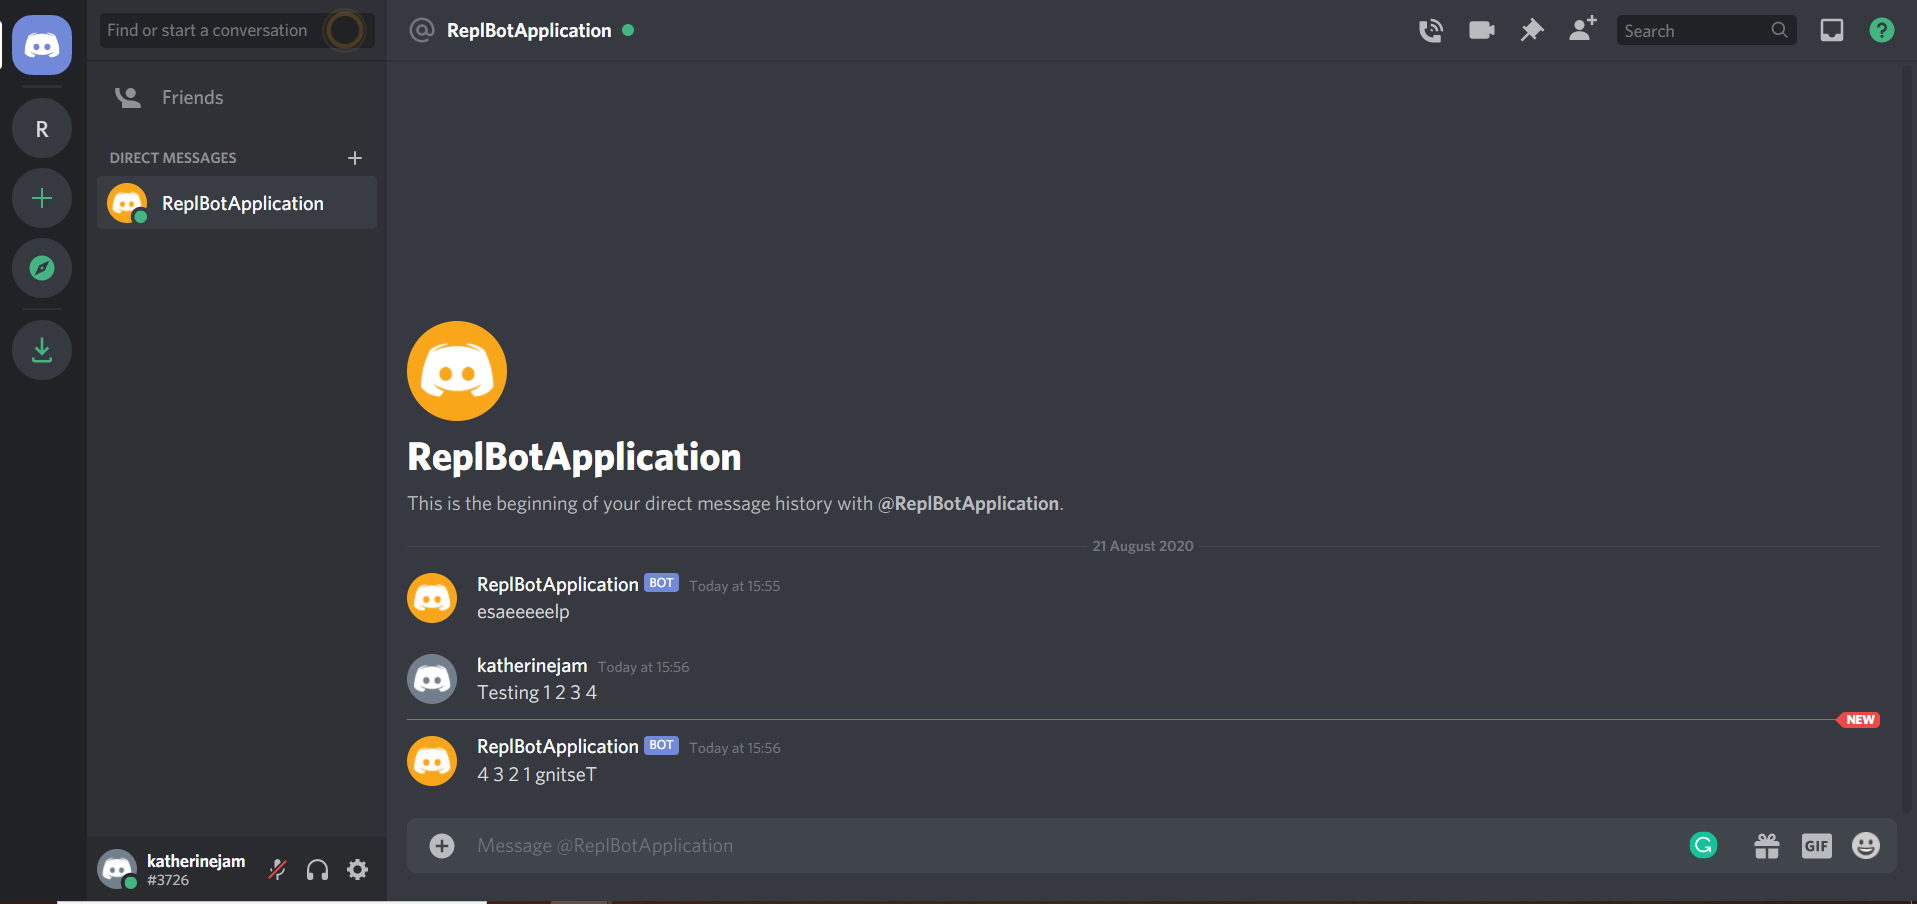 Find or start a conversation
ReplBotApplication
Search
?
R
Friends
DIRECT MESSAGES
ReplBotApplication
ReplBotApplication
This is the beginning of your direct message history with @ReplBotApplication.
21 August 2020
ReplBotApplication BOT Today at 15:55
esaeeeeelp
katherinejam Today at 15:56
Testing 1 2 3 4
NEW
ReplBotApplication BOT Today at 15:56
4 3 2 1 gnitseT
Message @ReplBotApplication
G
GIF
katherinejam
#3726